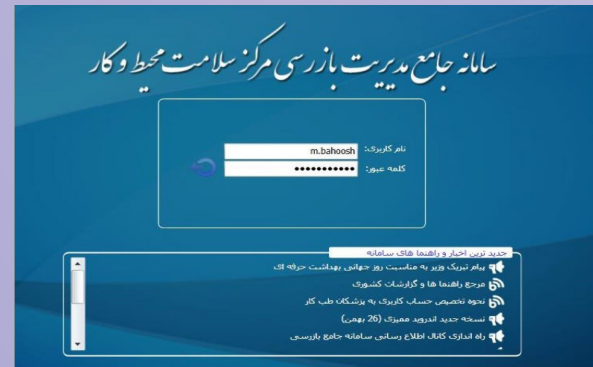 سامانه جامع مدیریت بازرسی مرکز سلامت محیط و کار
نام کاربری: m.bahoosh
کلمه عبور: •••••••••••
جدید ترین اخبار و راهنما های سامانه
پیام تبریک وزیر به مناسبت روز جهانی بهداشت حرفه ای
مرجع راهنما ها و گزارشات کشوری
نحوه تخصیص حساب کاربری به پزشکان طب کار
نسخه جدید اندروید ممیزی (26 بهمن)
راه اندازی کانال اطلاع رسانی سامانه جامع بازرسی